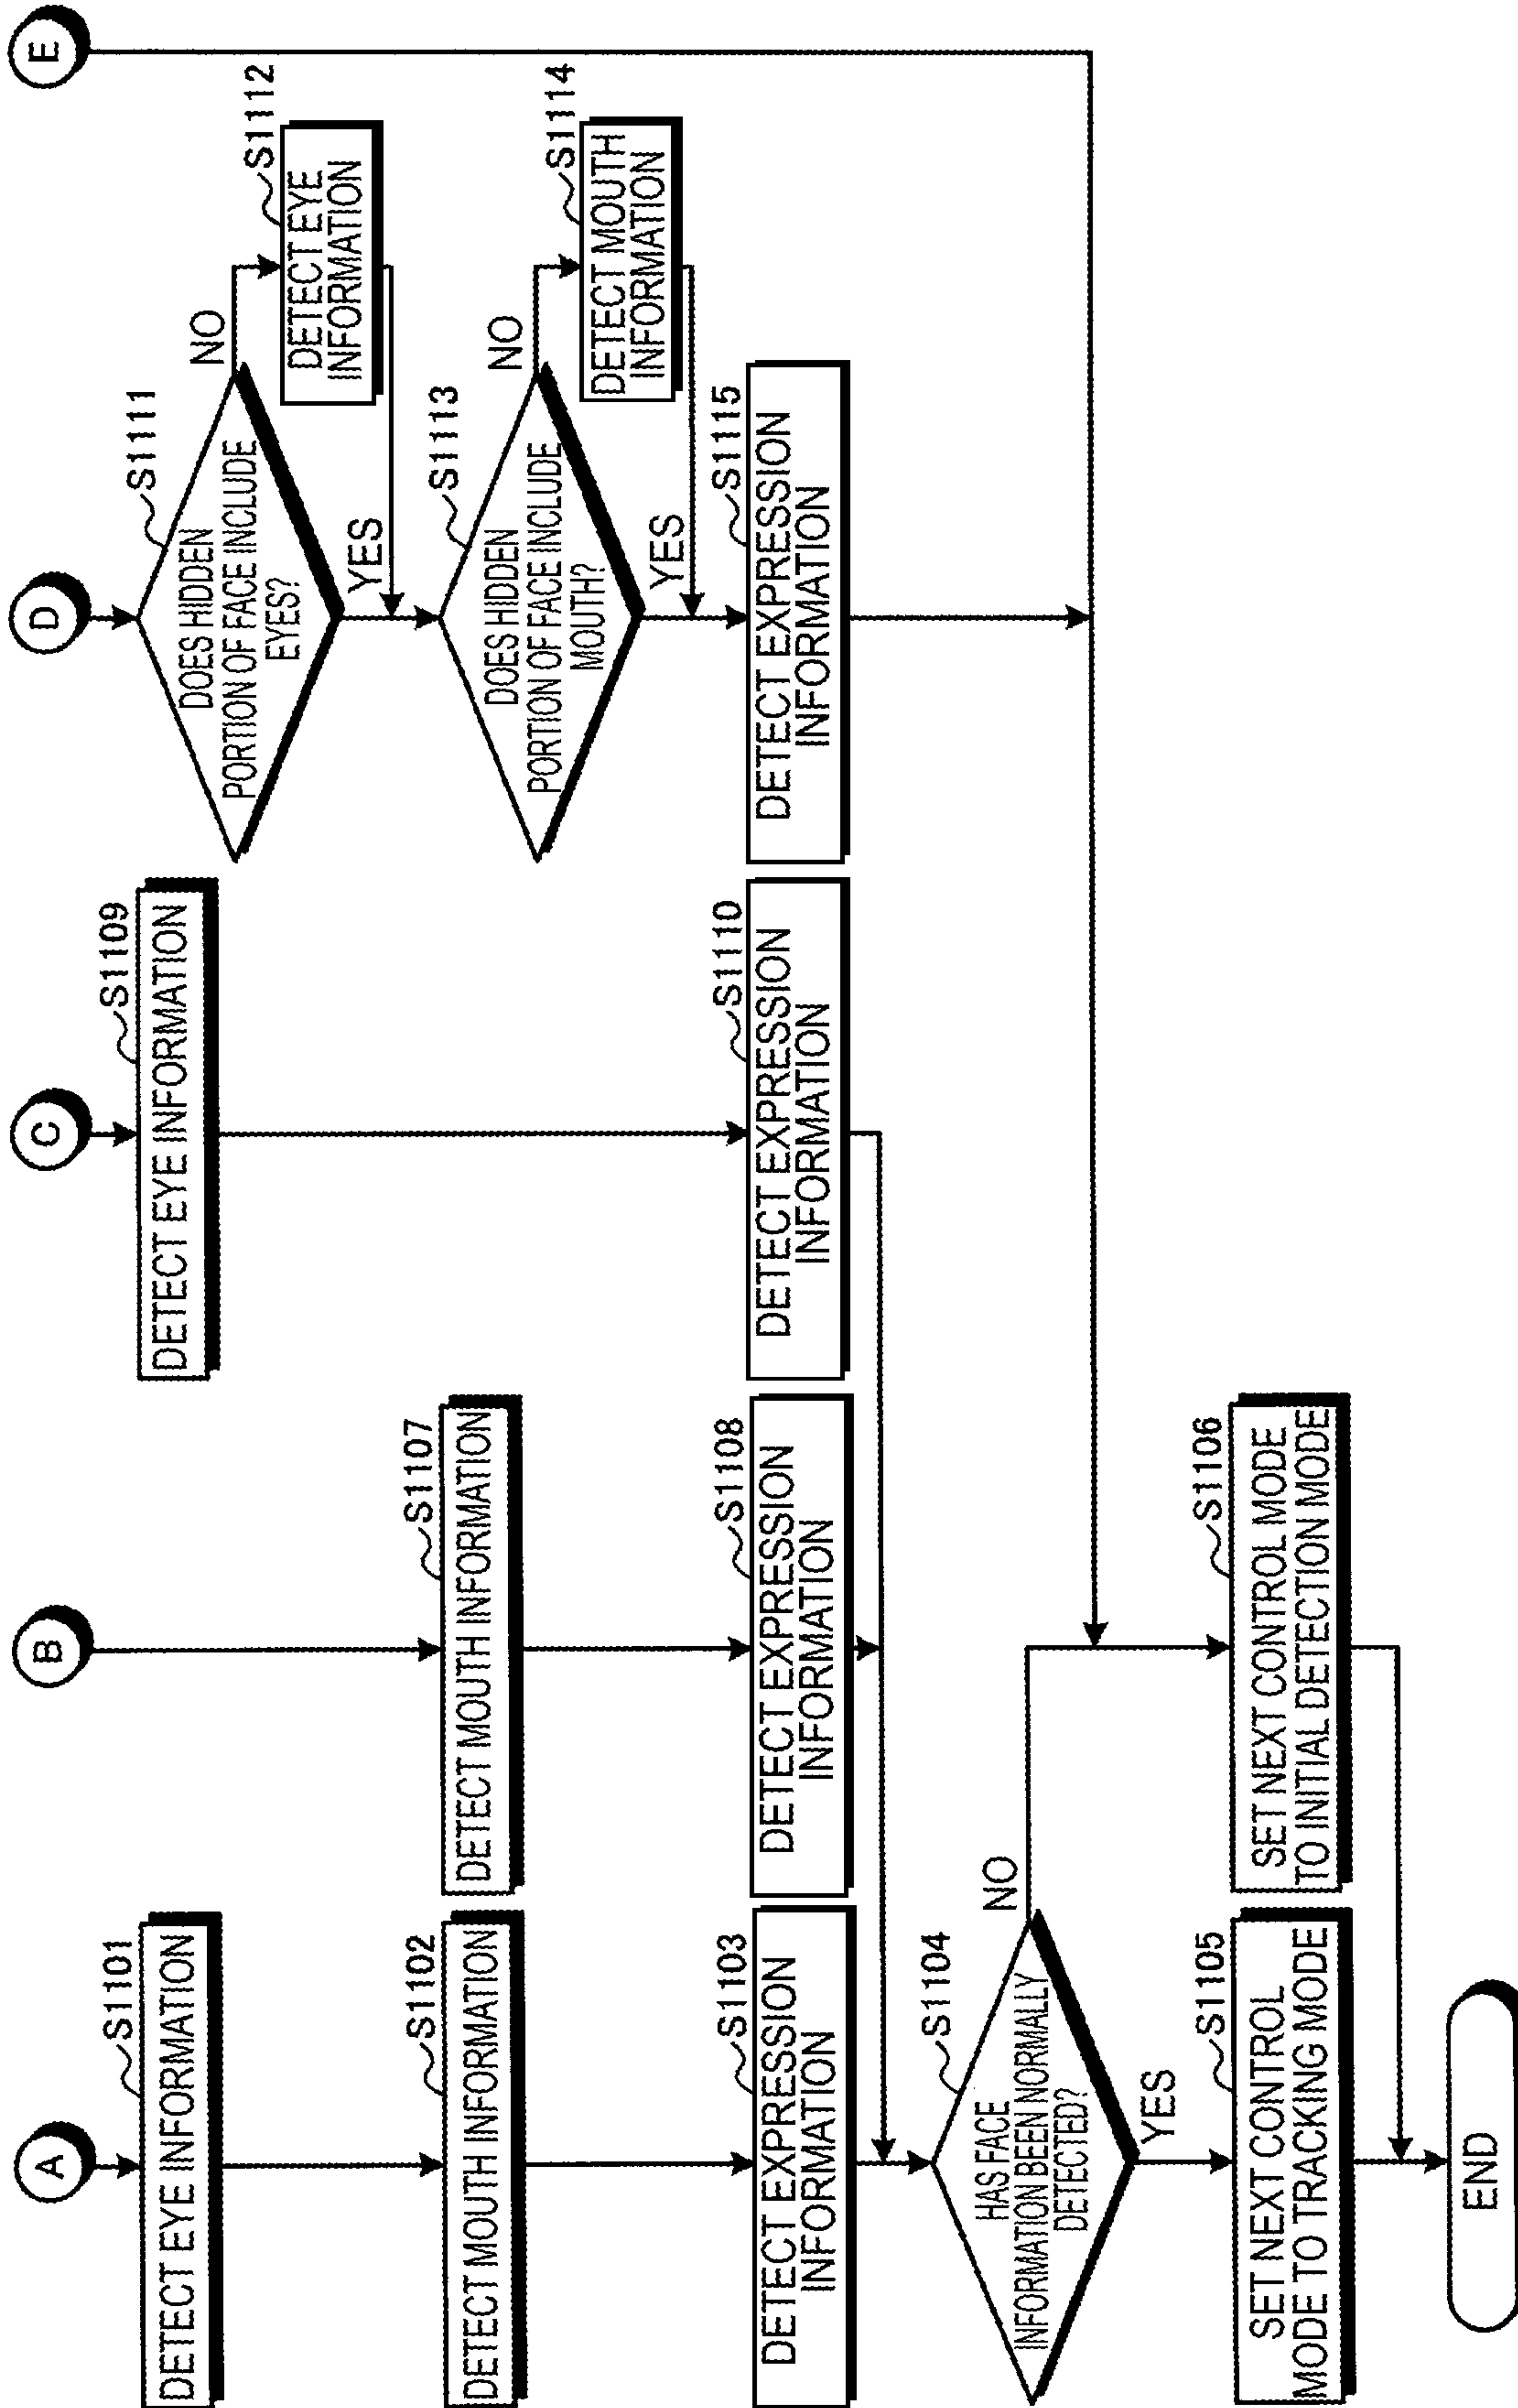 A
S1101
DETECT EYE INFORMATION
S1102
DETECT MOUTH INFORMATION
S1103
DETECT EXPRESSION
INFORMATION
S1104
HAS FACE
INFORMATION BEEN NORMALLY
DETECTED?
NO
YES
S1105
SET NEXT CONTROL
MODE TO TRACKING MODE
END
B
S1107
DETECT MOUTH INFORMATION
S1108
DETECT EXPRESSION
INFORMATION
S1106
SET NEXT CONTROL MODE
TO INITIAL DETECTION MODE
C
S1109
DETECT EYE INFORMATION
S1110
DETECT EXPRESSION
INFORMATION
D
S1111
DOES HIDDEN
PORTION OF FACE INCLUDE
EYES?
NO
S1112
DETECT EYE
INFORMATION
YES
S1113
DOES HIDDEN
PORTION OF FACE INCLUDE
MOUTH?
NO
S1114
DETECT MOUTH
INFORMATION
YES
S1115
DETECT EXPRESSION
INFORMATION
E